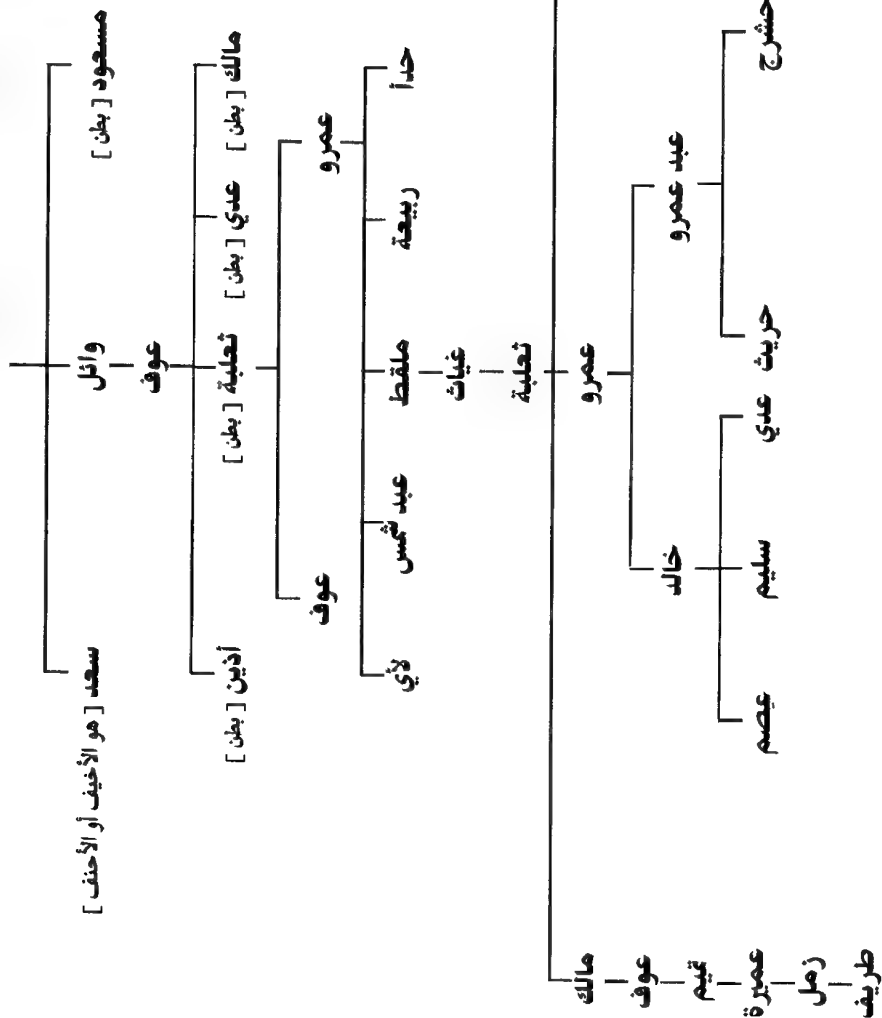 مسعود [ بطن ]
وائل
سعد [ هو الأخيف أو الأحنف ]
عوف
مالك [ بطن ]
عدي [ بطن ]
ثعلبة [ بطن ]
أذين [ بطن ]
عمرو
عوف
حدأ
ربيعة
ملقط
عبد شمس
لأي
غياث
ثعلبة
عمرو
مالك
عبد عمرو
خالد
عوف
حشرج
حريث
عدي
سليم
عصم
تيم
عميرة
زمل
طريف